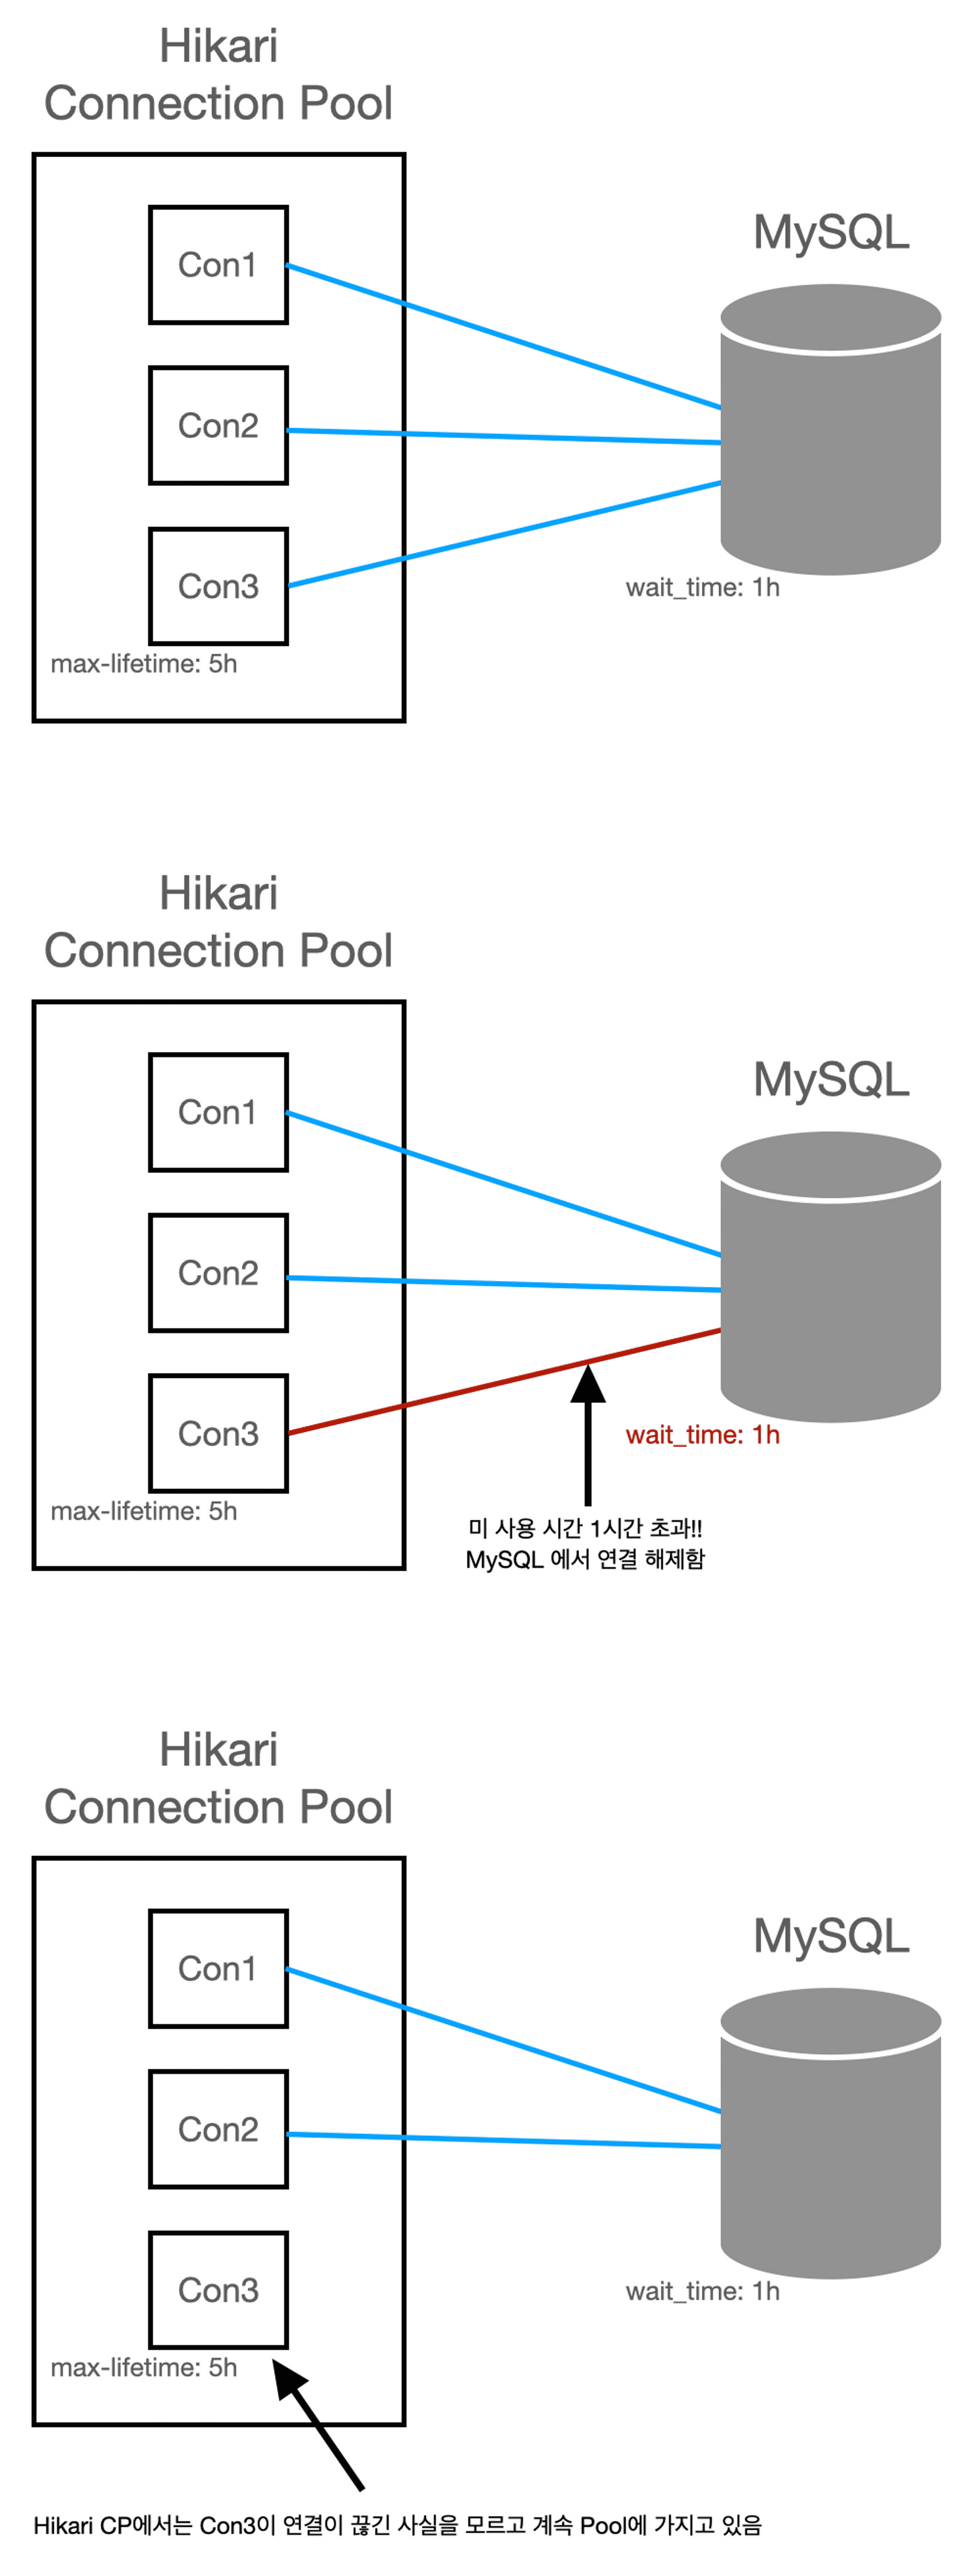 Hikari
Connection Pool
MySQL
Con1
Con2
Con3
wait_time: 1h
max-lifetime: 5h
Hikari
Connection Pool
MySQL
Con1
Con2
Con3
wait_time: 1h
max-lifetime: 5h
미 사용 시간 1시간 초과!!
MySQL 에서 연결 해제함
Hikari
Connection Pool
MySQL
Con1
Con2
Con3
wait_time: 1h
max-lifetime: 5h
Hikari CP에서는 Con3이 연결이 끊긴 사실을 모르고 계속 Pool에 가지고 있음